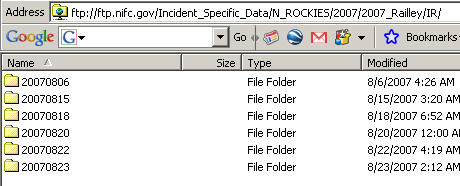 Address ftp://ftp.nifc.gov/Incident_Specific_Data/N_ROCKIES/2007/2007_Railley/IR/
Google G Go Bookmarks
Name Size Type Modified
20070806 File Folder 8/6/2007 4:26 AM
20070815 File Folder 8/15/2007 3:20 AM
20070818 File Folder 8/18/2007 6:52 AM
20070820 File Folder 8/20/2007 12:00 A
20070822 File Folder 8/22/2007 4:19 AM
20070823 File Folder 8/23/2007 2:12 AM